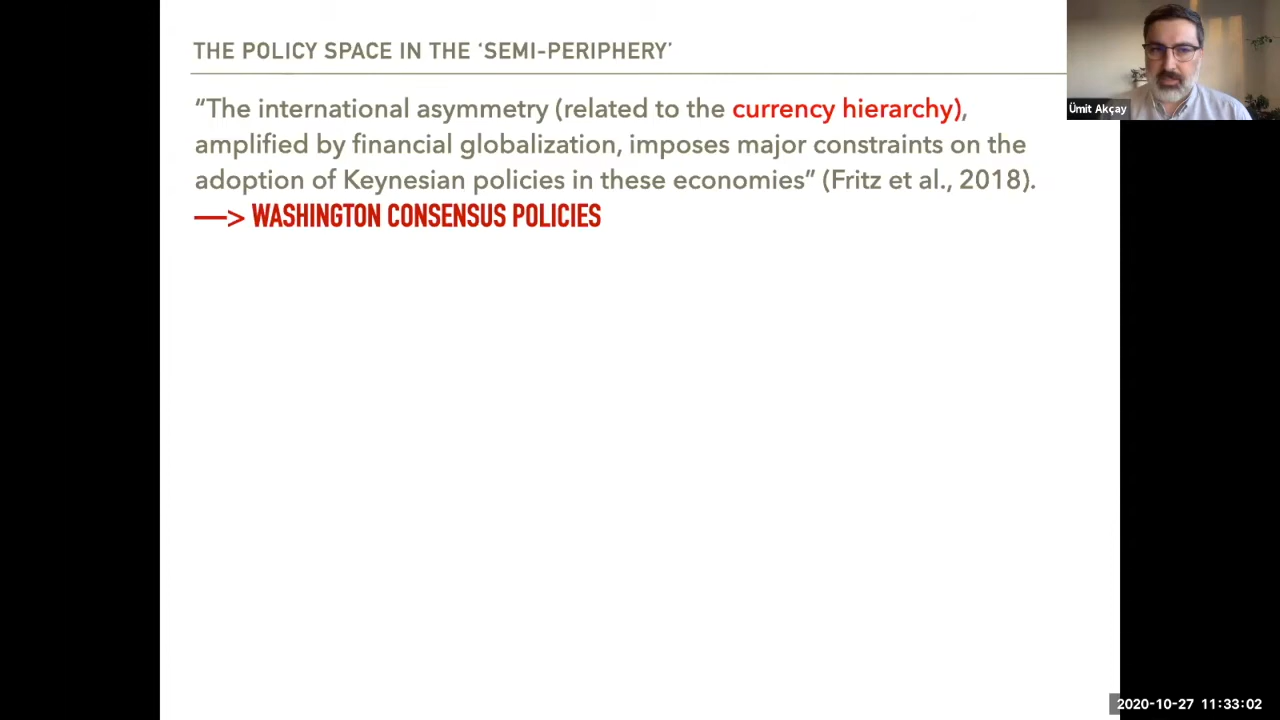 THE POLICY SPACE IN THE ‘SEMI-PERIPHERY’
“The international asymmetry (related to the currency hierarchy),
amplified by financial globalization, imposes major constraints on the
adoption of Keynesian policies in these economies” (Fritz et al., 2018).
—> WASHINGTON CONSENSUS POLICIES
Ümit Akçay
2020-10-27 11:33:02